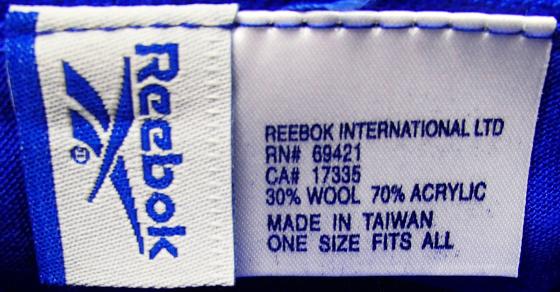 Reebok
REEBOK INTERNATIONAL LTD
RN# 69421
CA# 17335
30% WOOL 70% ACRYLIC
MADE IN TAIWAN
ONE SIZE FITS ALL